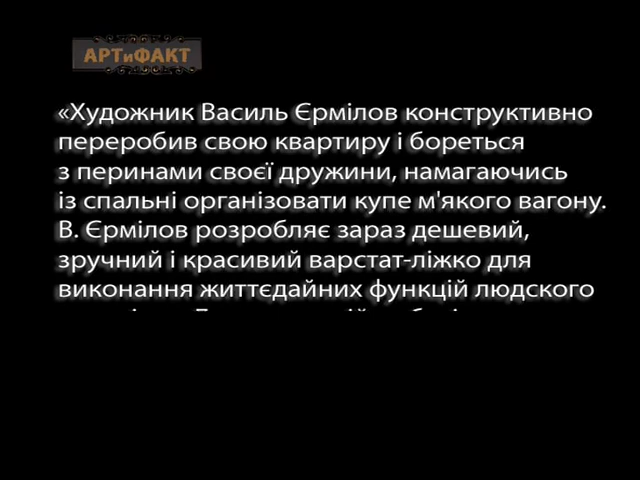 АРТиФАКТ
«Художник Василь Єрмілов конструктивно
переробив свою квартиру і бореться
з перинами своєї дружини, намагаючись
із спальні організовати купе м'якого вагону.
В. Єрмілов розробляє зараз дешевий,
зручний і красивий варстат-ліжко для
виконання життєдайних функцій людского